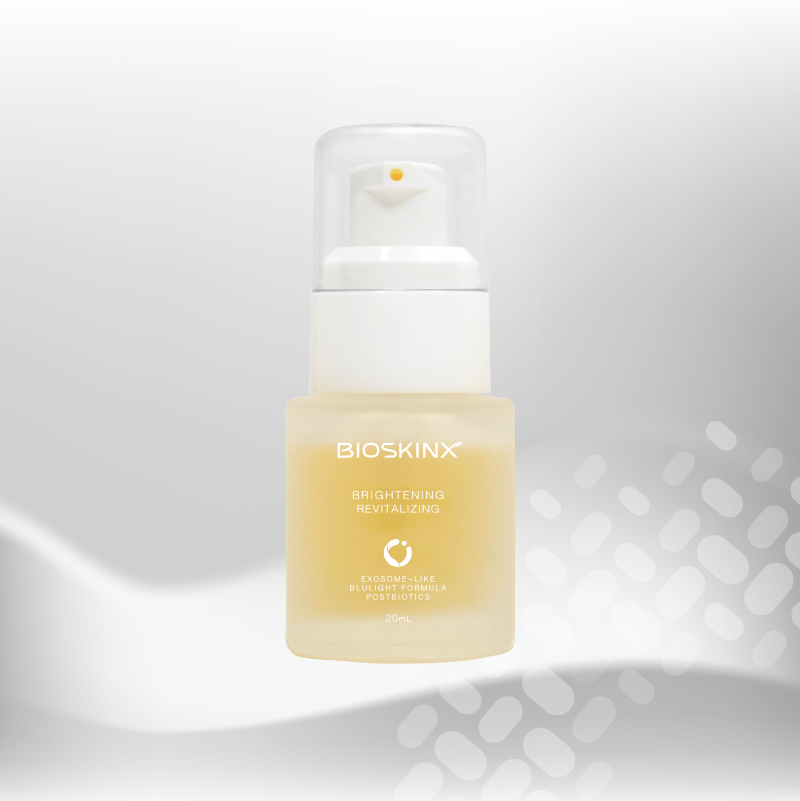 BIOSKINX
BRIGHTENING
REVITALIZING
EXOSOME-LIKE
BLULIGHT FORMULA
POSTBIOTICS
20mL